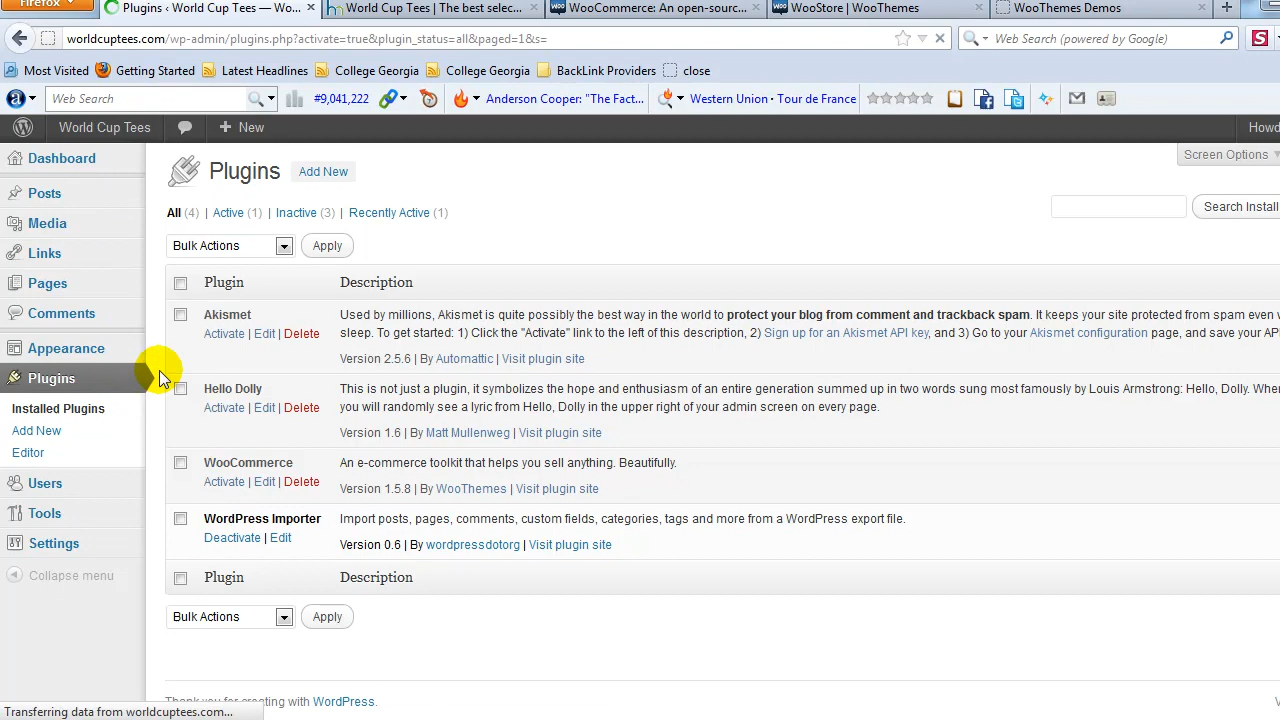 Firefox
Plugins ‹ World Cup Tees — Wo...
World Cup Tees | The best selec...
WooCommerce: An open-sourc...
WooStore | WooThemes
WooThemes Demos
worldcuptees.com/wp-admin/plugins.php?activate=true&plugin_status=all&paged=1&s=
Web Search (powered by Google)
Most Visited
Getting Started
Latest Headlines
College Georgia
College Georgia
BackLink Providers
close
Web Search
#9,041,222
Anderson Cooper: "The Fact...
Western Union · Tour de France
World Cup Tees
+ New
Howd
Dashboard
Posts
Media
Links
Pages
Comments
Appearance
Plugins
Installed Plugins
Add New
Editor
Users
Tools
Settings
Collapse menu
Screen Options
Plugins Add New
All (4) | Active (1) | Inactive (3) | Recently Active (1)
Search Install
Bulk Actions Apply
Plugin Description
Akismet
Activate | Edit | Delete
Used by millions, Akismet is quite possibly the best way in the world to protect your blog from comment and trackback spam. It keeps your site protected from spam even
sleep. To get started: 1) Click the "Activate" link to the left of this description, 2) Sign up for an Akismet API key, and 3) Go to your Akismet configuration page, and save your AP
Version 2.5.6 | By Automattic | Visit plugin site
Hello Dolly
Activate | Edit | Delete
This is not just a plugin, it symbolizes the hope and enthusiasm of an entire generation summed up in two words sung most famously by Louis Armstrong: Hello, Dolly. Whe
you will randomly see a lyric from Hello, Dolly in the upper right of your admin screen on every page.
Version 1.6 | By Matt Mullenweg | Visit plugin site
WooCommerce
Activate | Edit | Delete
An e-commerce toolkit that helps you sell anything. Beautifully.
Version 1.5.8 | By WooThemes | Visit plugin site
WordPress Importer
Deactivate | Edit
Import posts, pages, comments, custom fields, categories, tags and more from a WordPress export file.
Version 0.6 | By wordpressdotorg | Visit plugin site
Plugin Description
Bulk Actions Apply
Thank you for creating with WordPress.
Transferring data from worldcuptees.com...